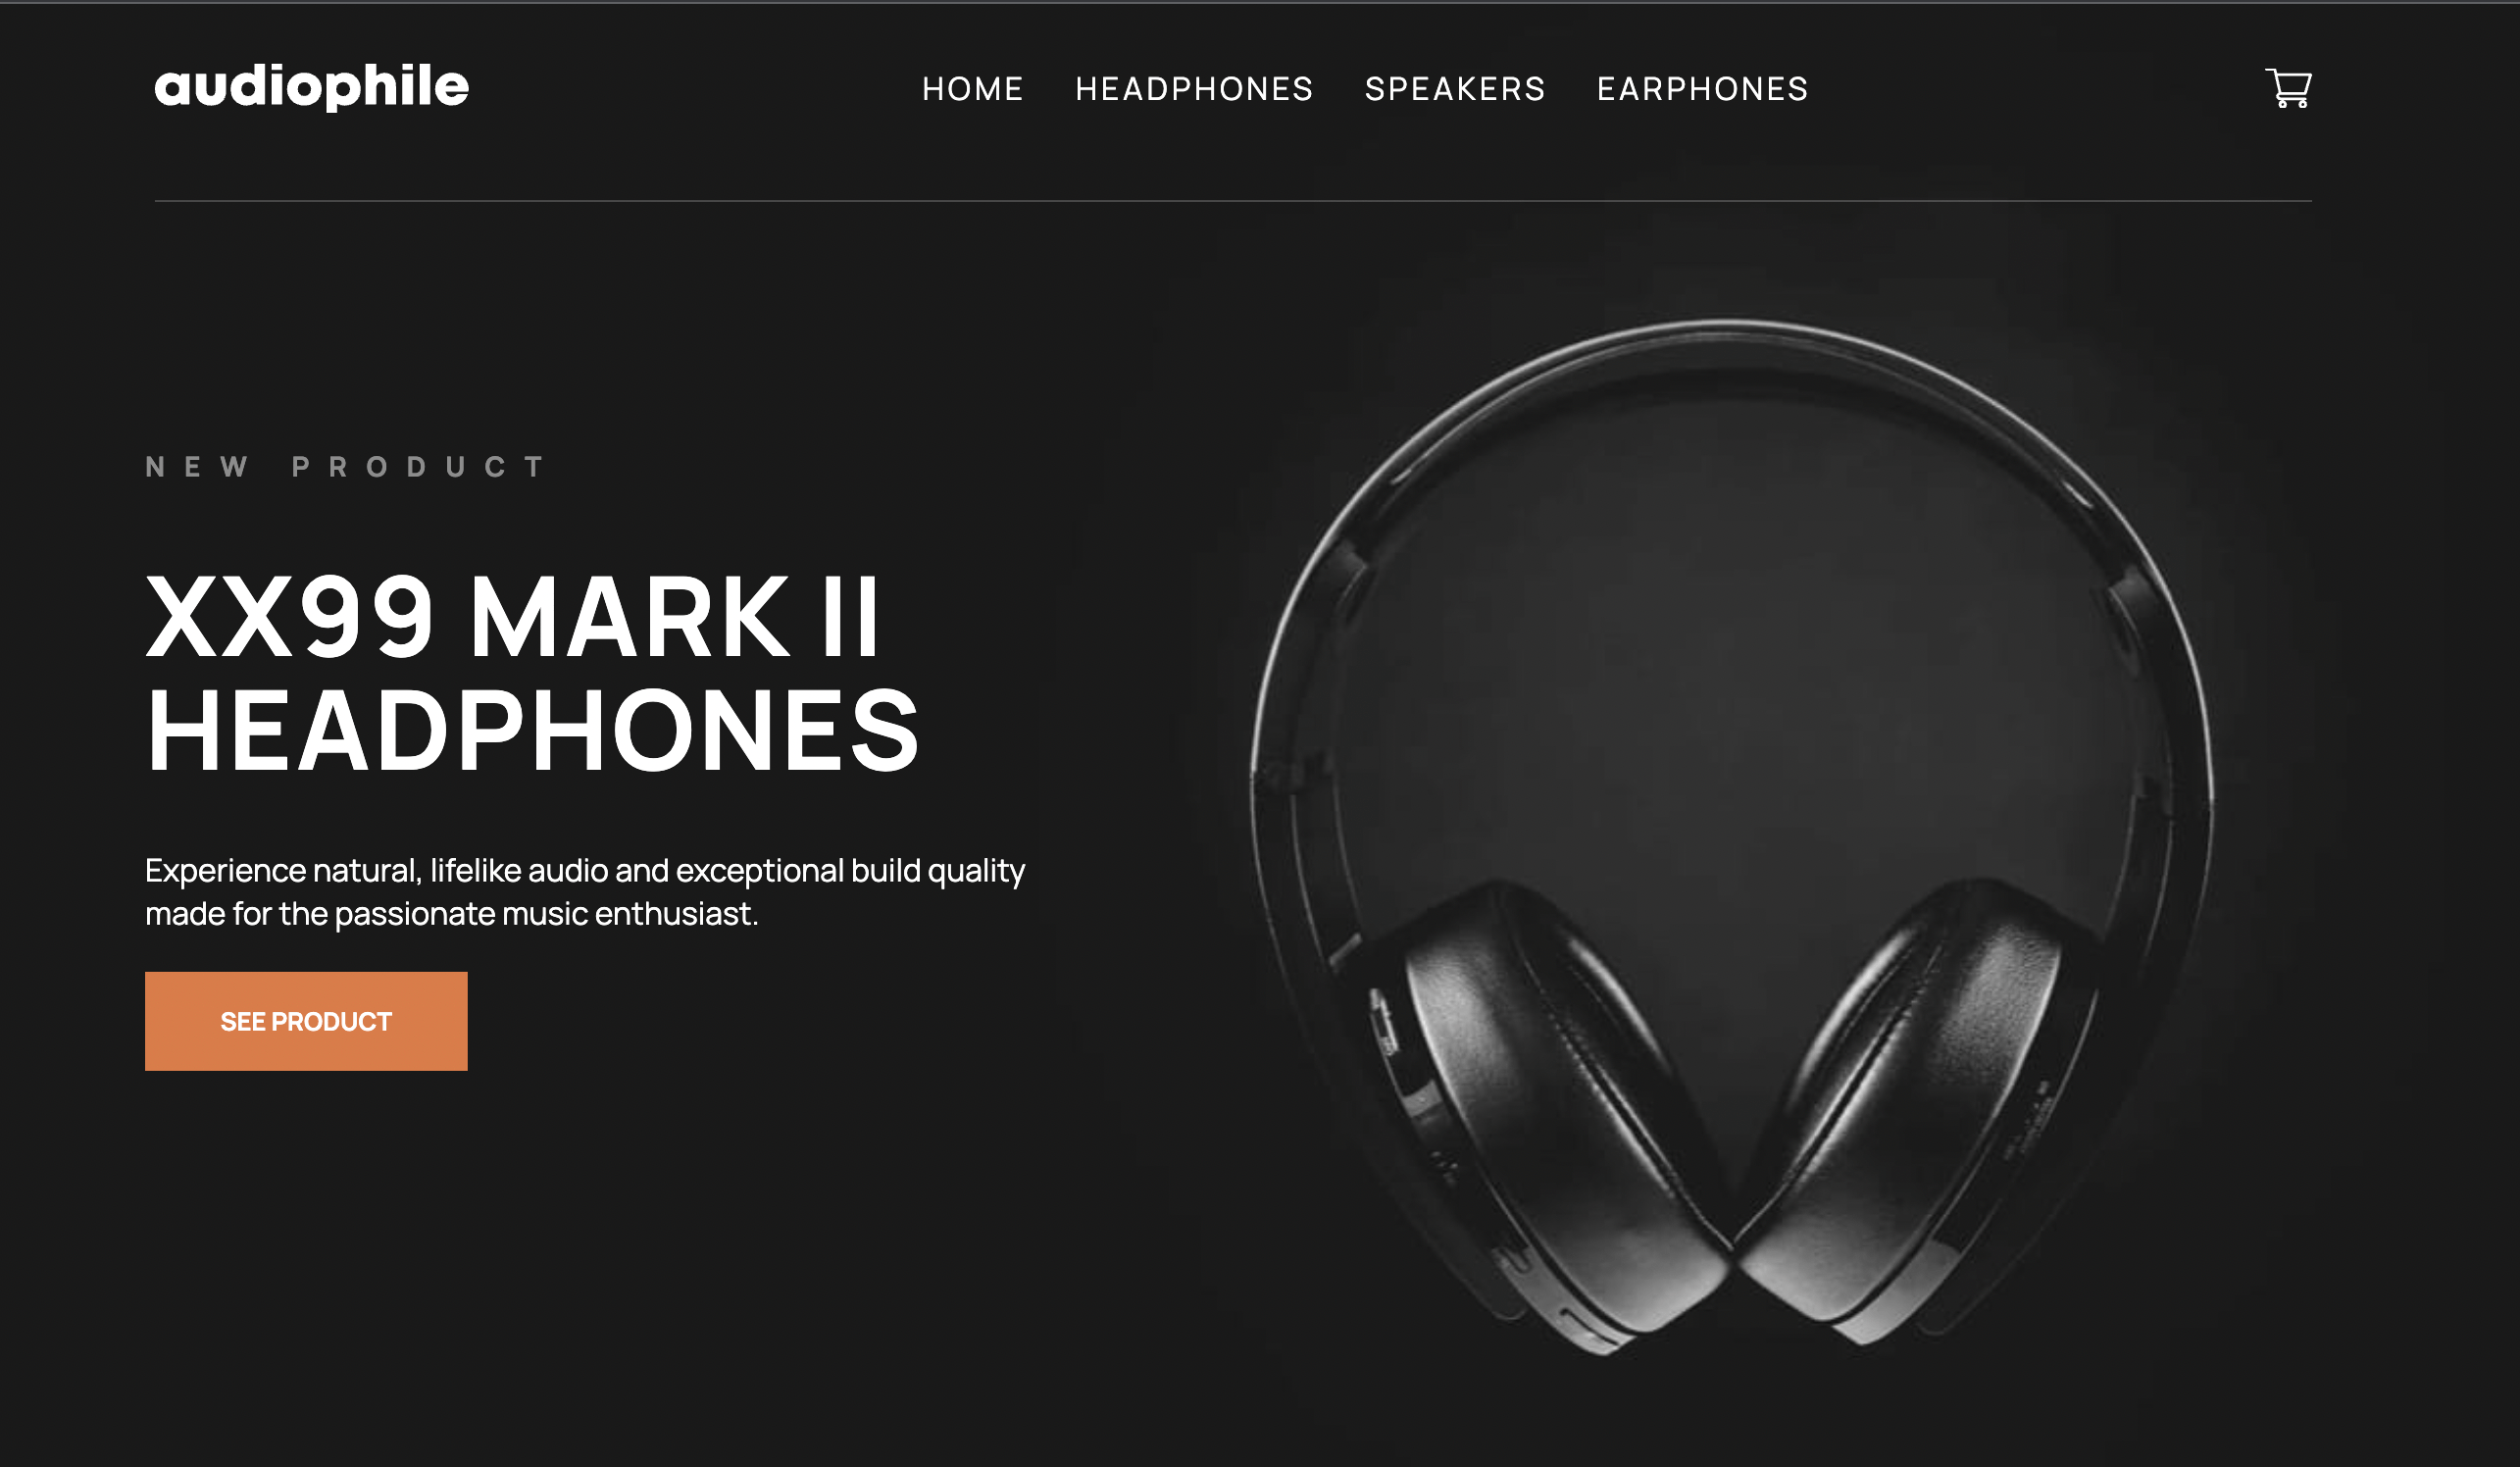 audiophile
HOME HEADPHONES SPEAKERS EARPHONES
NEW PRODUCT
XX99 MARK II
HEADPHONES
Experience natural, lifelike audio and exceptional build quality
made for the passionate music enthusiast.
SEE PRODUCT